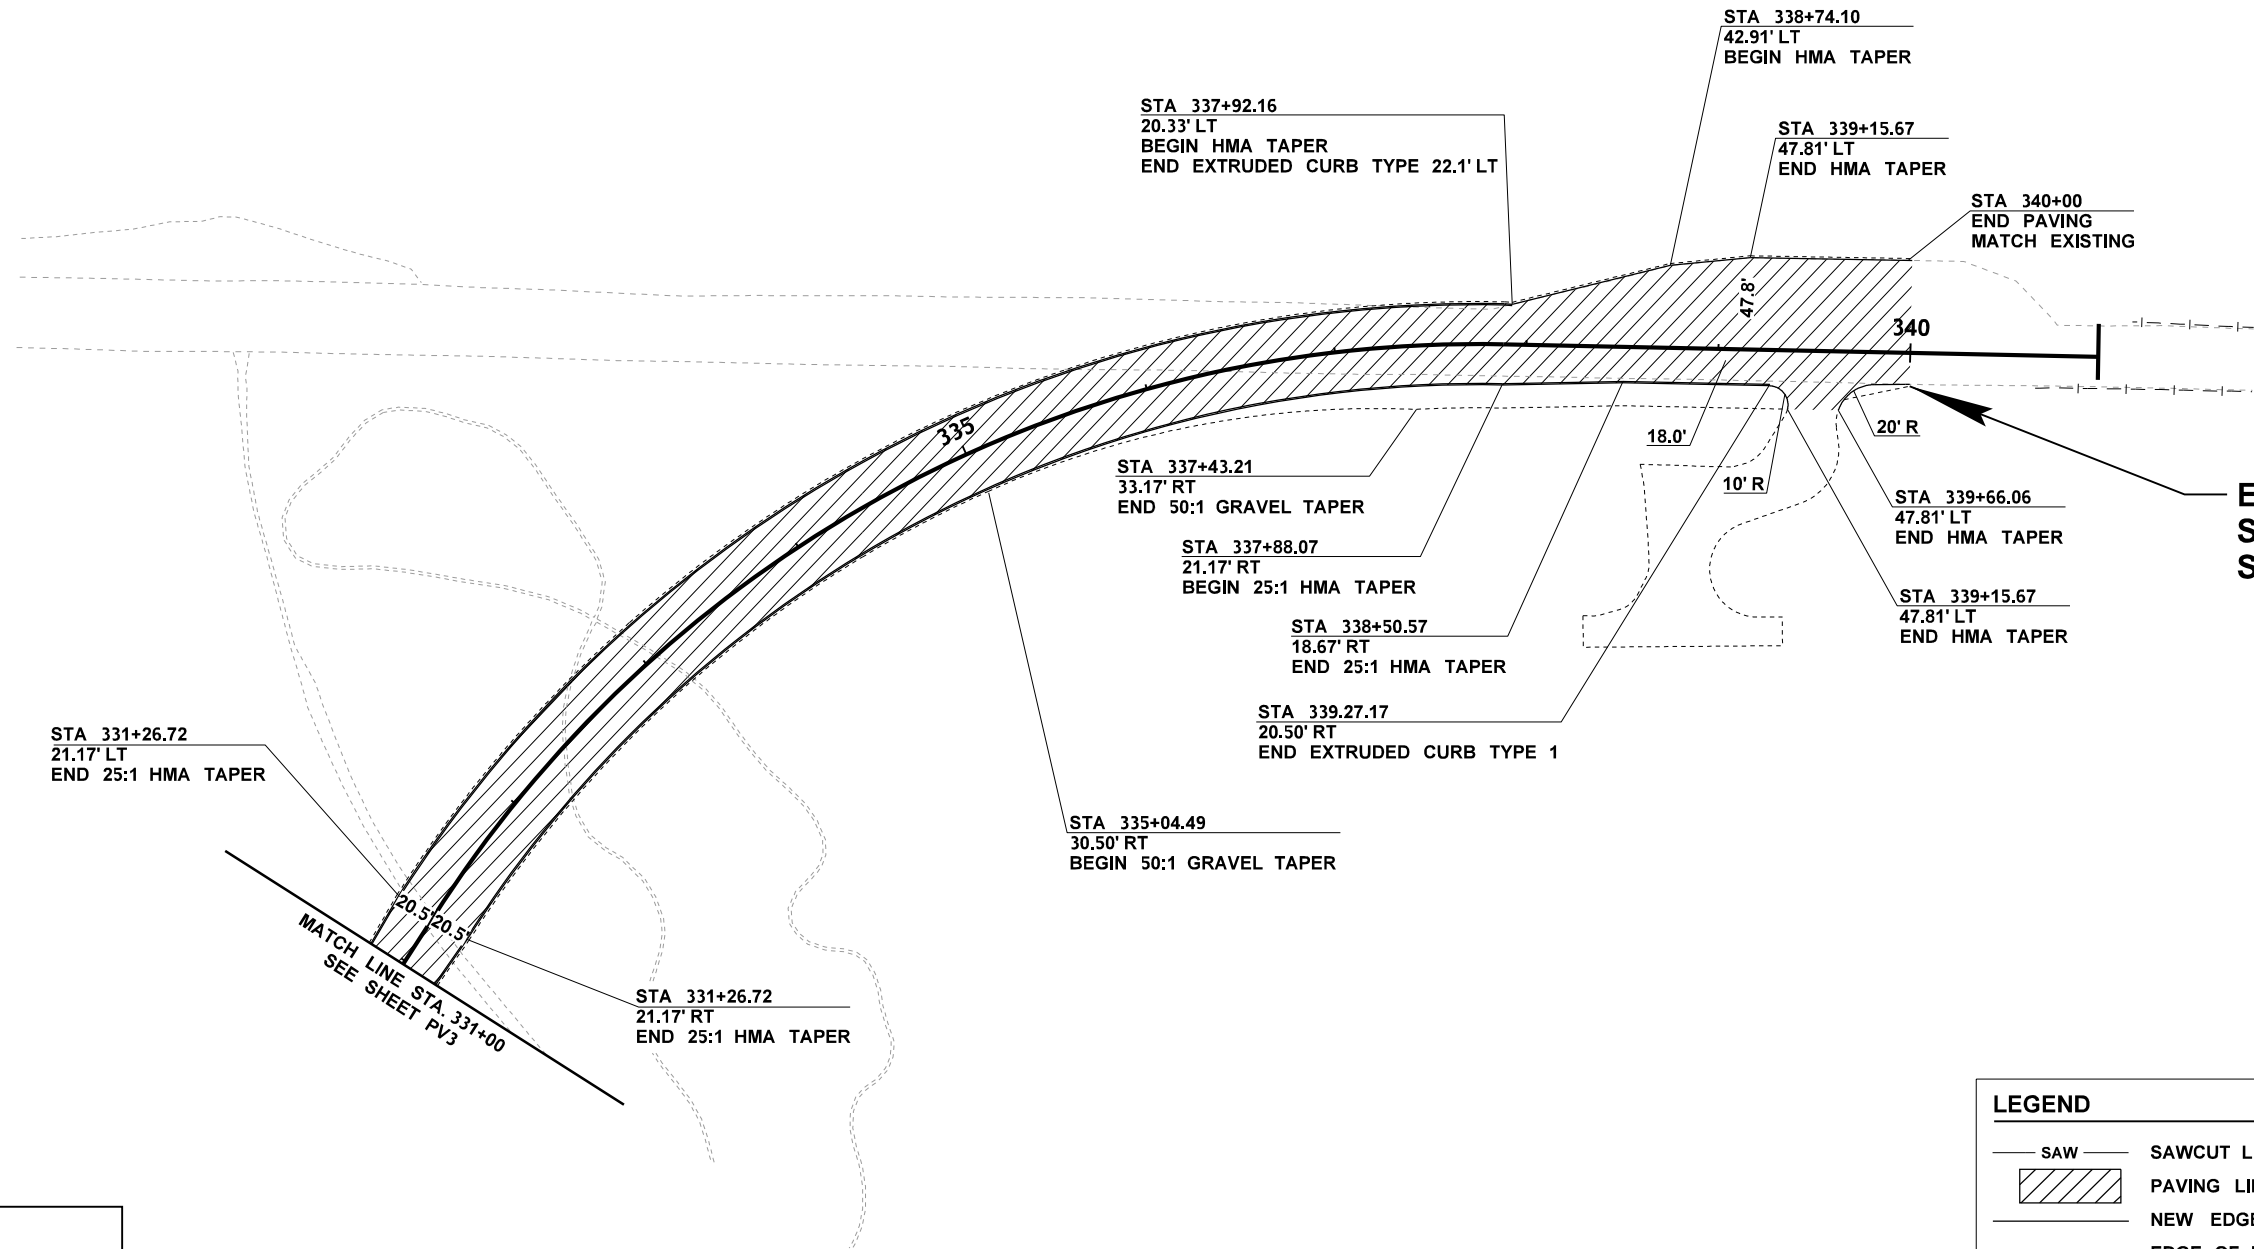 STA 338+74.10
42.91' LT
BEGIN HMA TAPER
STA 337+92.16
20.33' LT
BEGIN HMA TAPER
END EXTRUDED CURB TYPE 22.1' LT
STA 339+15.67
47.81' LT
END HMA TAPER
STA 340+00
END PAVING
MATCH EXISTING
47.8'
340
335
18.0'
20' R
10' R
STA 337+43.21
33.17' RT
END 50:1 GRAVEL TAPER
STA 337+88.07
21.17' RT
BEGIN 25:1 HMA TAPER
STA 338+50.57
18.67' RT
END 25:1 HMA TAPER
STA 339.27.17
20.50' RT
END EXTRUDED CURB TYPE 1
STA 339+66.06
47.81' LT
END HMA TAPER
STA 339+15.67
47.81' LT
END HMA TAPER
E
S
S
STA 335+04.49
30.50' RT
BEGIN 50:1 GRAVEL TAPER
STA 331+26.72
21.17' LT
END 25:1 HMA TAPER
20.5'
20.5'
MATCH LINE STA. 331+00
SEE SHEET PV3
STA 331+26.72
21.17' RT
END 25:1 HMA TAPER
LEGEND
SAW
SAWCUT L
PAVING LI
NEW EDGE